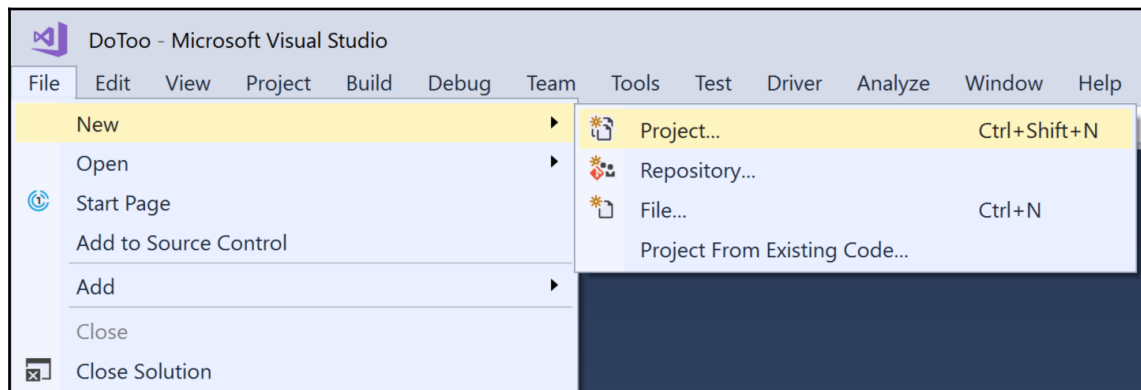 DoToo - Microsoft Visual Studio
File Edit View Project Build Debug Team Tools Test Driver Analyze Window Help
New
Project... Ctrl+Shift+N
Open
Repository...
Start Page
File... Ctrl+N
Add to Source Control
Project From Existing Code...
Add
Close
Close Solution